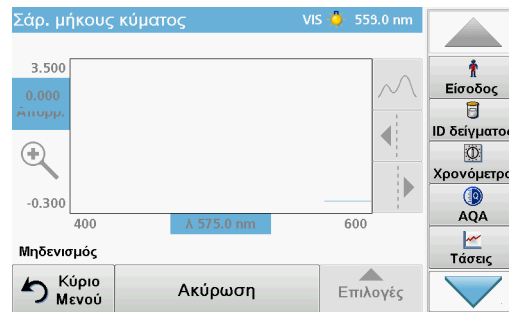 Σάρ. μήκους κύματος VIS 559.0 nm
3.500
0.000
Απορρ.
-0.300
400 λ 575.0 nm 600
Μηδενισμός
Κύριο
Μενού
Ακύρωση
Επιλογές
Είσοδος
ID δείγματος
Χρονόμετρο
AQA
Τάσεις